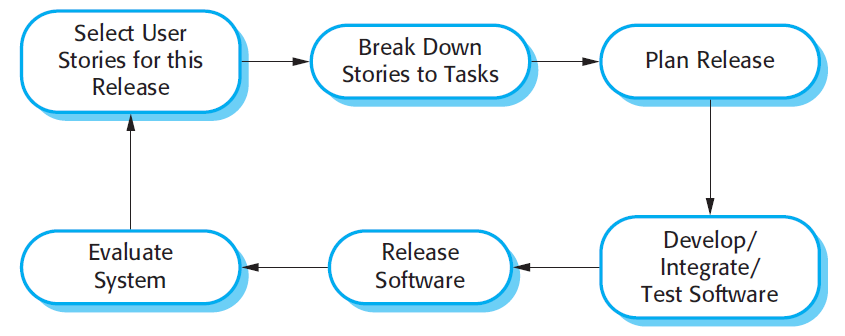 Select User
Stories for this
Release
Break Down
Stories to Tasks
Plan Release
Evaluate
System
Release
Software
Develop/
Integrate/
Test Software